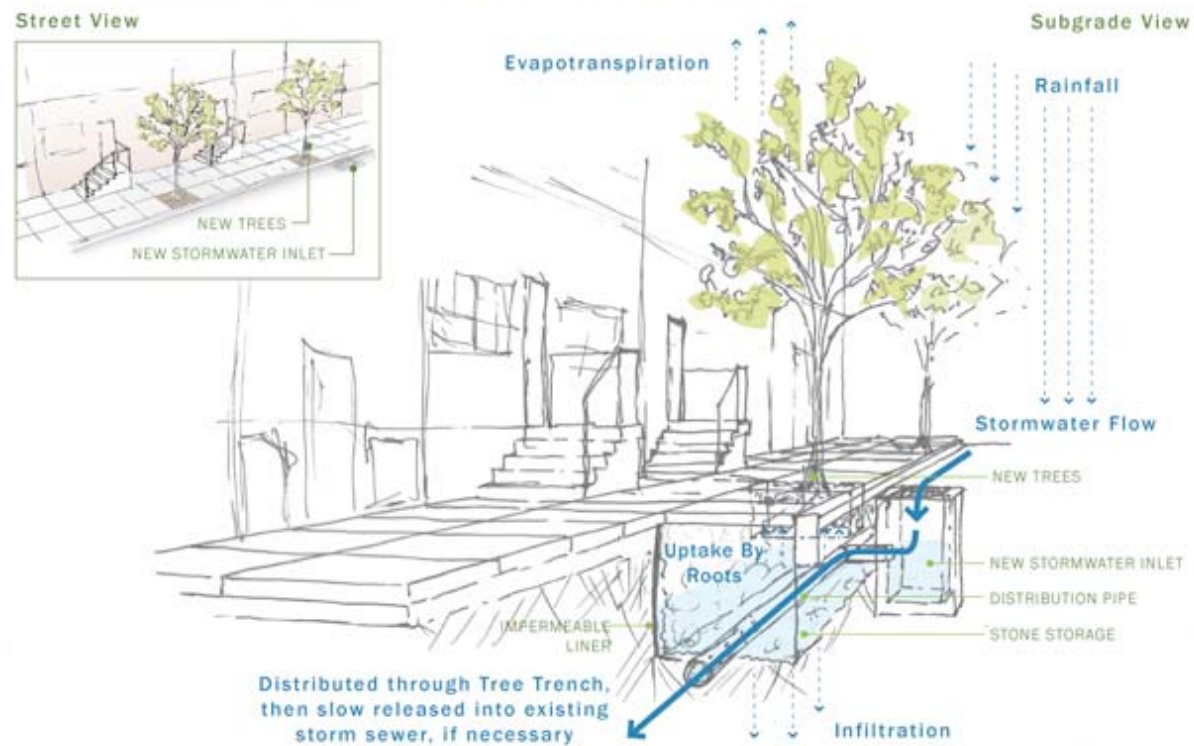 Street View
NEW TREES
NEW STORMWATER INLET
Subgrade View
Evapotranspiration
Rainfall
Stormwater Flow
NEW TREES
Uptake By
Roots
NEW STORMWATER INLET
DISTRIBUTION PIPE
STONE STORAGE
IMPERMEABLE
LINER
Distributed through Tree Trench,
then slow released into existing
storm sewer, if necessary
Infiltration